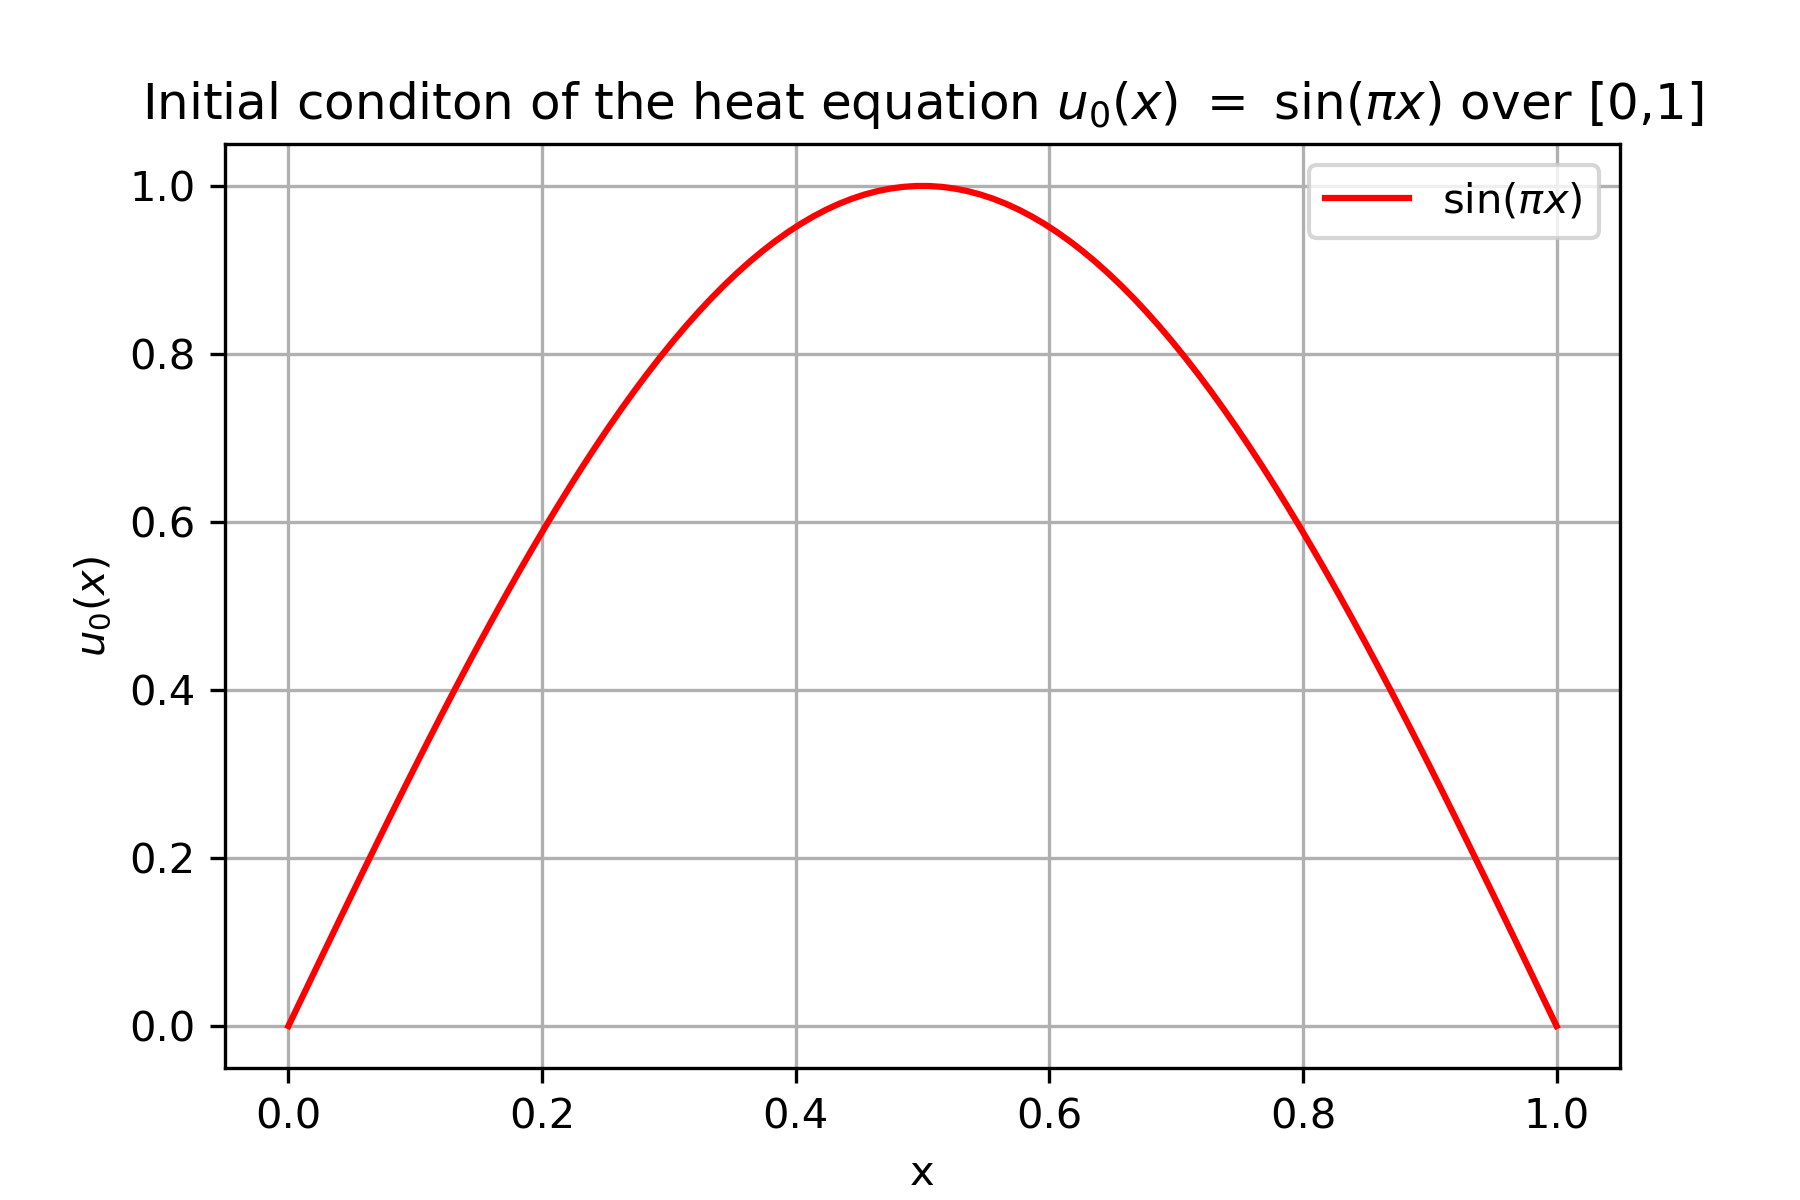 Initial conditon of the heat equation u₀(x) = sin(πx) over [0,1]
sin(πx)
1.0
0.8
0.6
0.4
0.2
0.0
u₀(x)
0.0 0.2 0.4 0.6 0.8 1.0
x